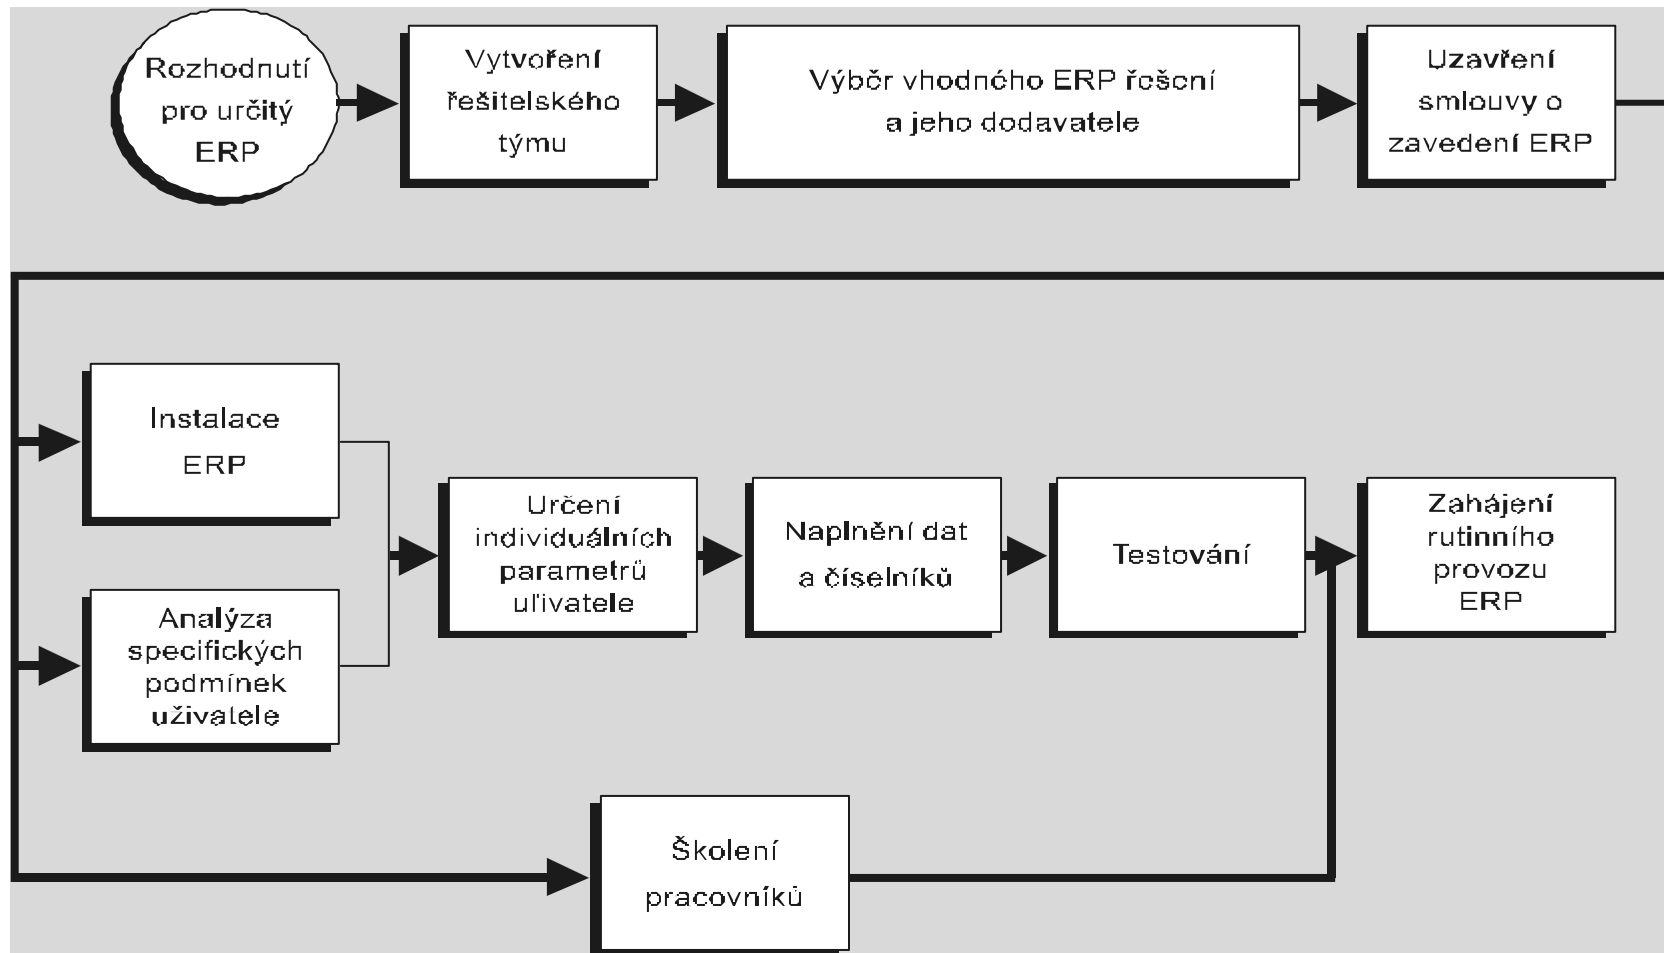 Rozhodnutí
pro určitý
ERP
Vytvoření
řešitelského
týmu
Výběr vhodného ERP řešení
a jeho dodavatele
Uzavření
smlouvy o
zavedení ERP
Instalace
ERP
Analýza
specifických
podmínek
uživatele
Určení
individuálních
parametrů
uľivatele
Naplnění dat
a číselníků
Testování
Zahájení
rutinního
provozu
ERP
Školení
pracovníků